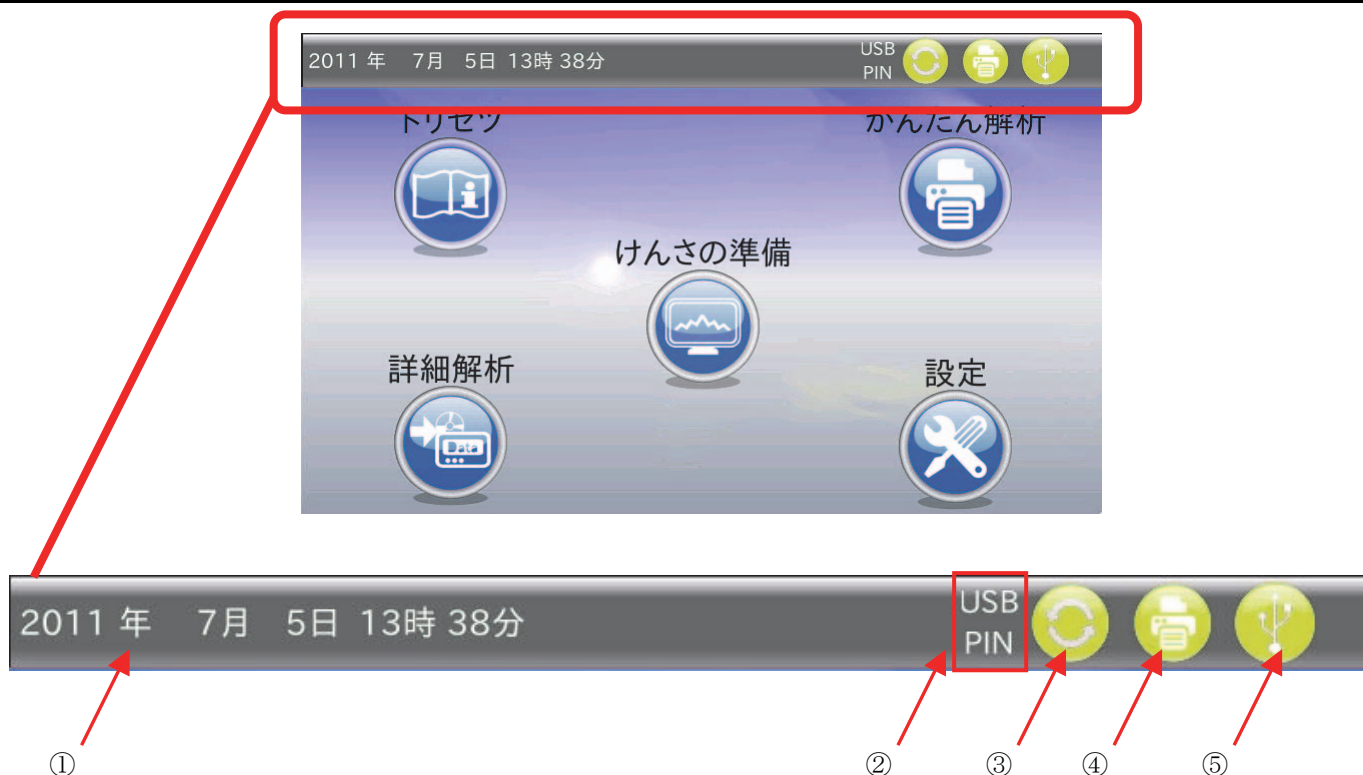 2011 年 7月 5日 13時 38分
USB
PIN
トリセツ
かんたん解析
けんさの準備
詳細解析
Data
設定
2011 年 7月 5日 13時 38分
USB
PIN
① ② ③ ④ ⑤